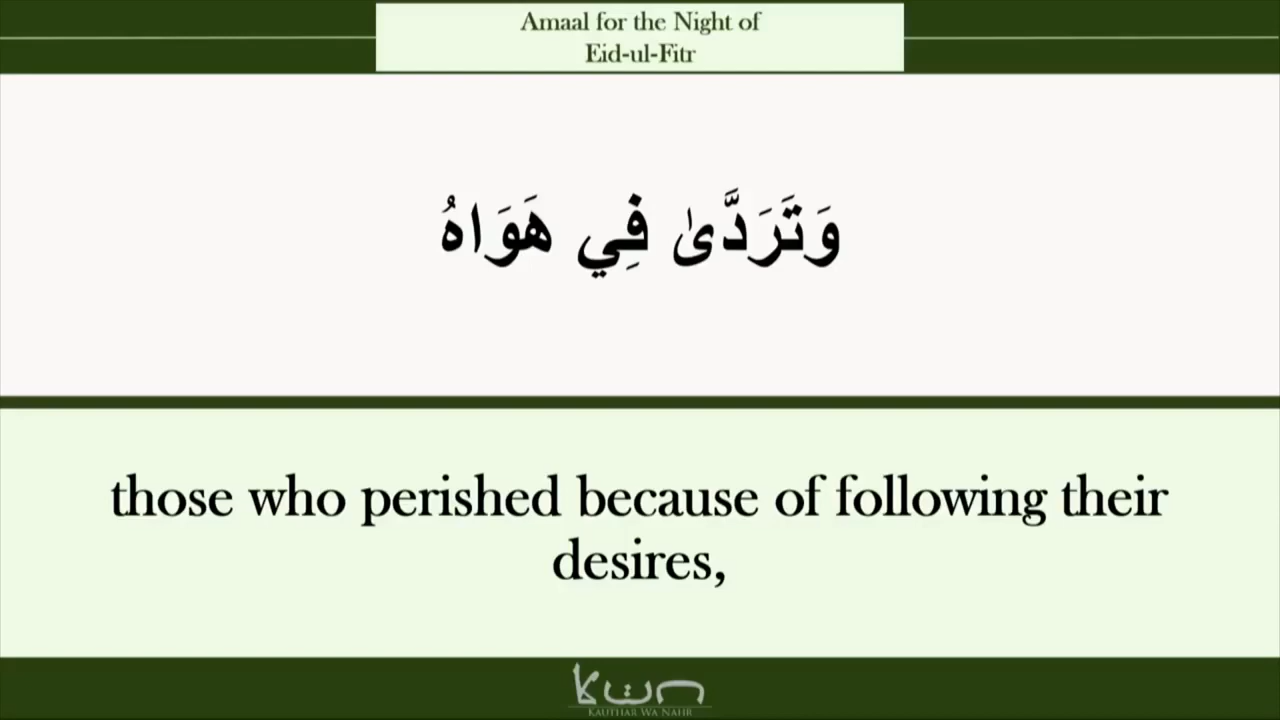 Amaal for the Night of
Eid-ul-Fitr
وَتَرَدَّىٰ فِي هَوَاهُ
those who perished because of following their
desires,
KAUTHAR WA NAHR